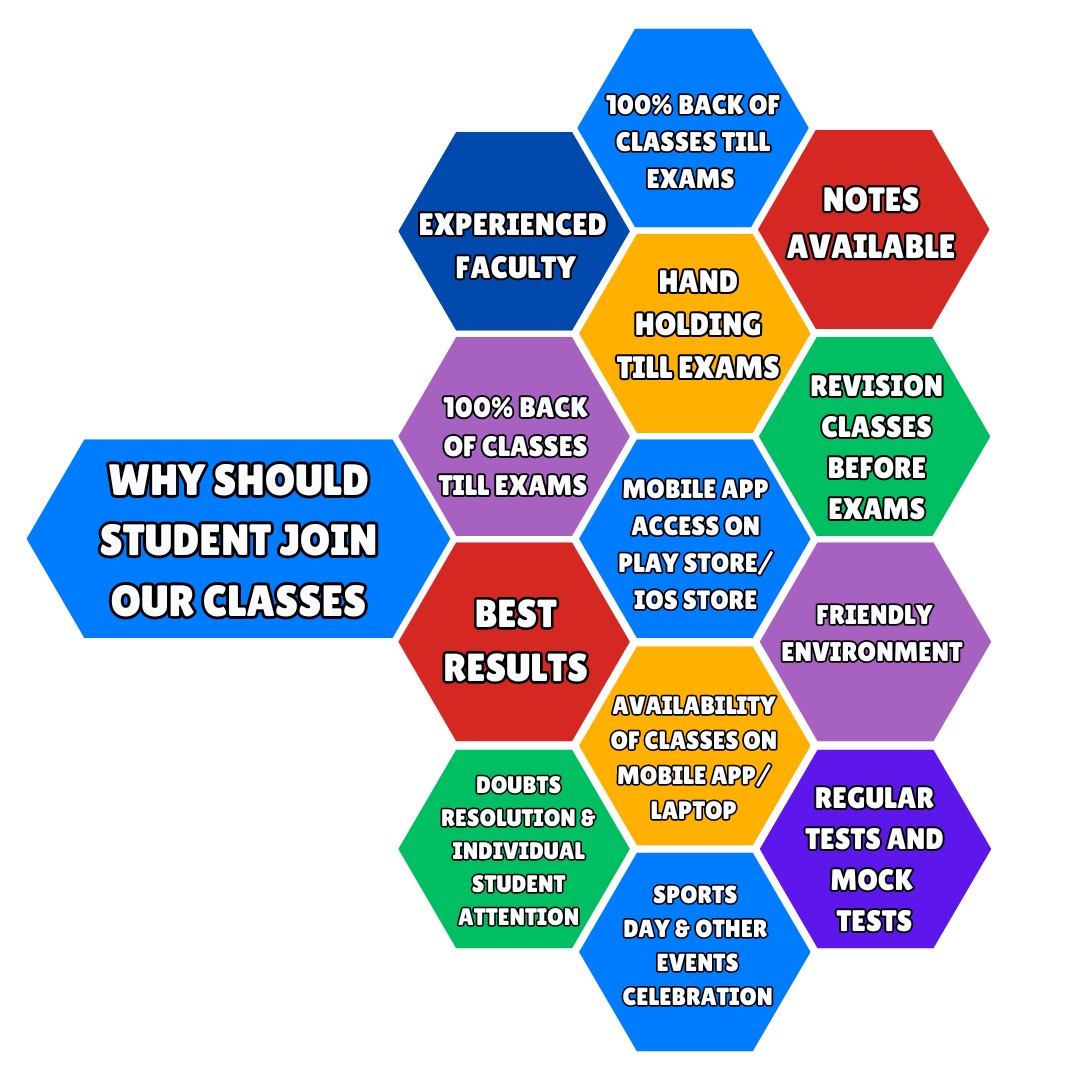 100% BACK OF
CLASSES TILL
EXAMS
EXPERIENCED
FACULTY
NOTES
AVAILABLE
HAND
HOLDING
TILL EXAMS
100% BACK
OF CLASSES
TILL EXAMS
REVISION
CLASSES
BEFORE
EXAMS
WHY SHOULD
STUDENT JOIN
OUR CLASSES
MOBILE APP
ACCESS ON
PLAY STORE/
IOS STORE
BEST
RESULTS
FRIENDLY
ENVIRONMENT
AVAILABILITY
OF CLASSES ON
MOBILE APP/
LAPTOP
DOUBTS
RESOLUTION &
INDIVIDUAL
STUDENT
ATTENTION
REGULAR
TESTS AND
MOCK
TESTS
SPORTS
DAY & OTHER
EVENTS
CELEBRATION